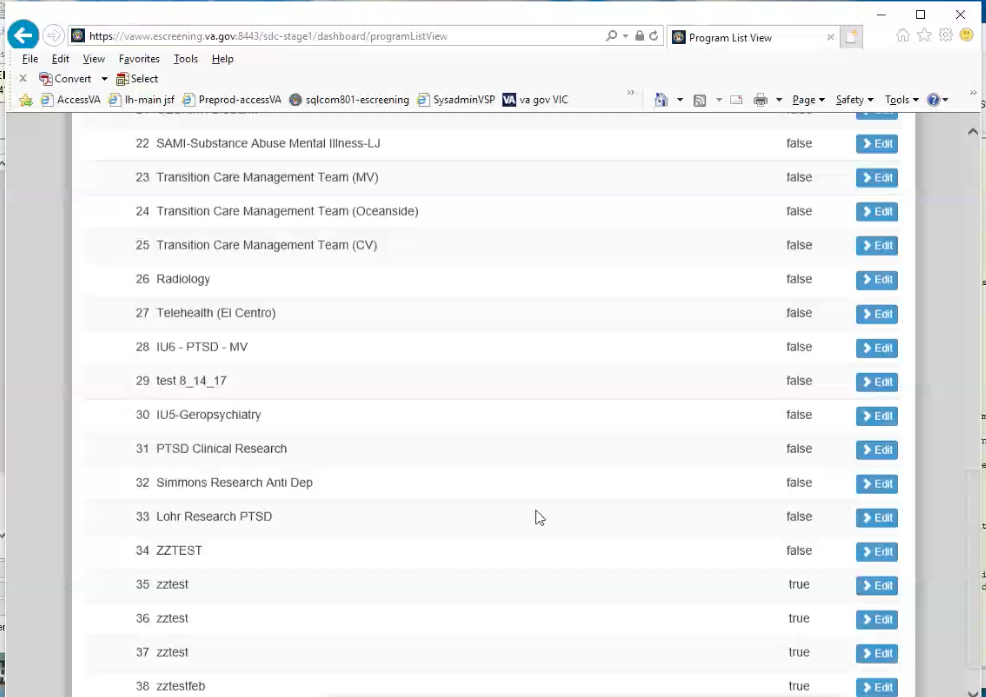 https://vaww.escreening.va.gov:8443/sdc-stage1/dashboard/programListView
Program List View
File Edit View Favorites Tools Help
Convert Select
AccessVA lh-main jsf Preprod-accessVA sqlcom801-escreening SysadminVSP VA va gov VIC
Page Safety Tools
22 SAMI-Substance Abuse Mental Illness-LJ false Edit
23 Transition Care Management Team (MV) false Edit
24 Transition Care Management Team (Oceanside) false Edit
25 Transition Care Management Team (CV) false Edit
26 Radiology false Edit
27 Telehealth (El Centro) false Edit
28 IU6 - PTSD - MV false Edit
29 test 8_14_17 false Edit
30 IU5-Geropsychiatry false Edit
31 PTSD Clinical Research false Edit
32 Simmons Research Anti Dep false Edit
33 Lohr Research PTSD false Edit
34 ZZTEST false Edit
35 zztest true Edit
36 zztest true Edit
37 zztest true Edit
38 zztestfeb true Edit